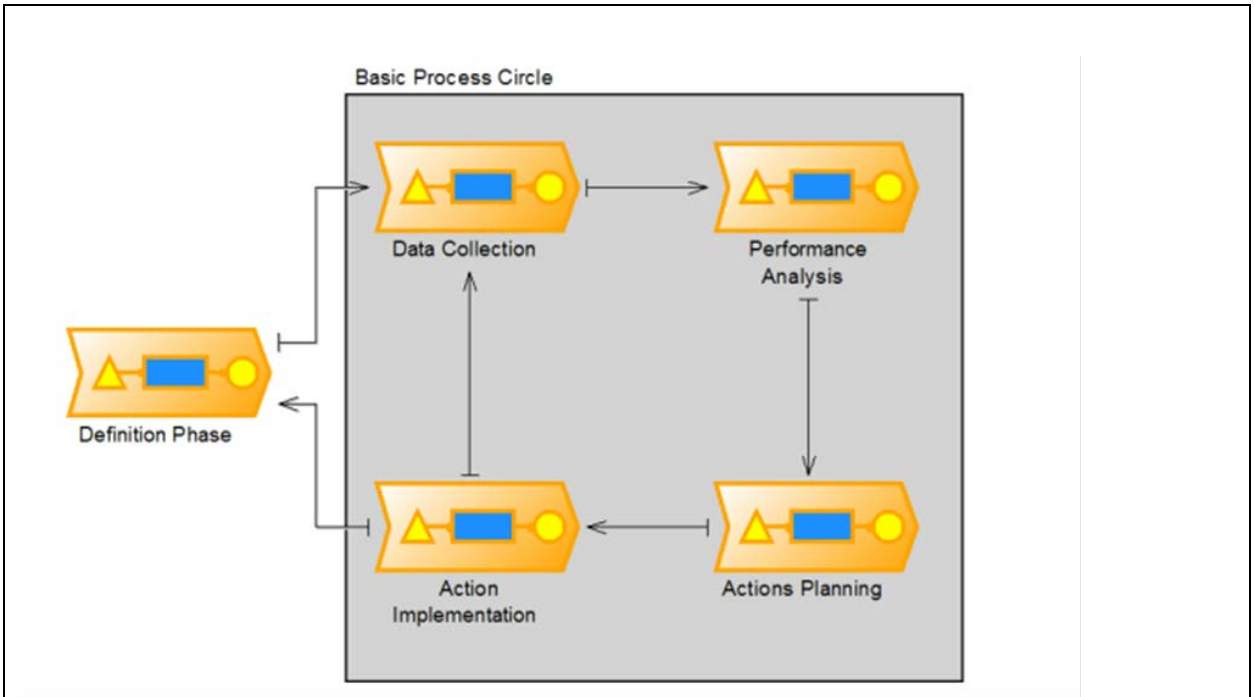 Basic Process Circle
Data Collection
Performance
Analysis
Definition Phase
Action
Implementation
Actions Planning